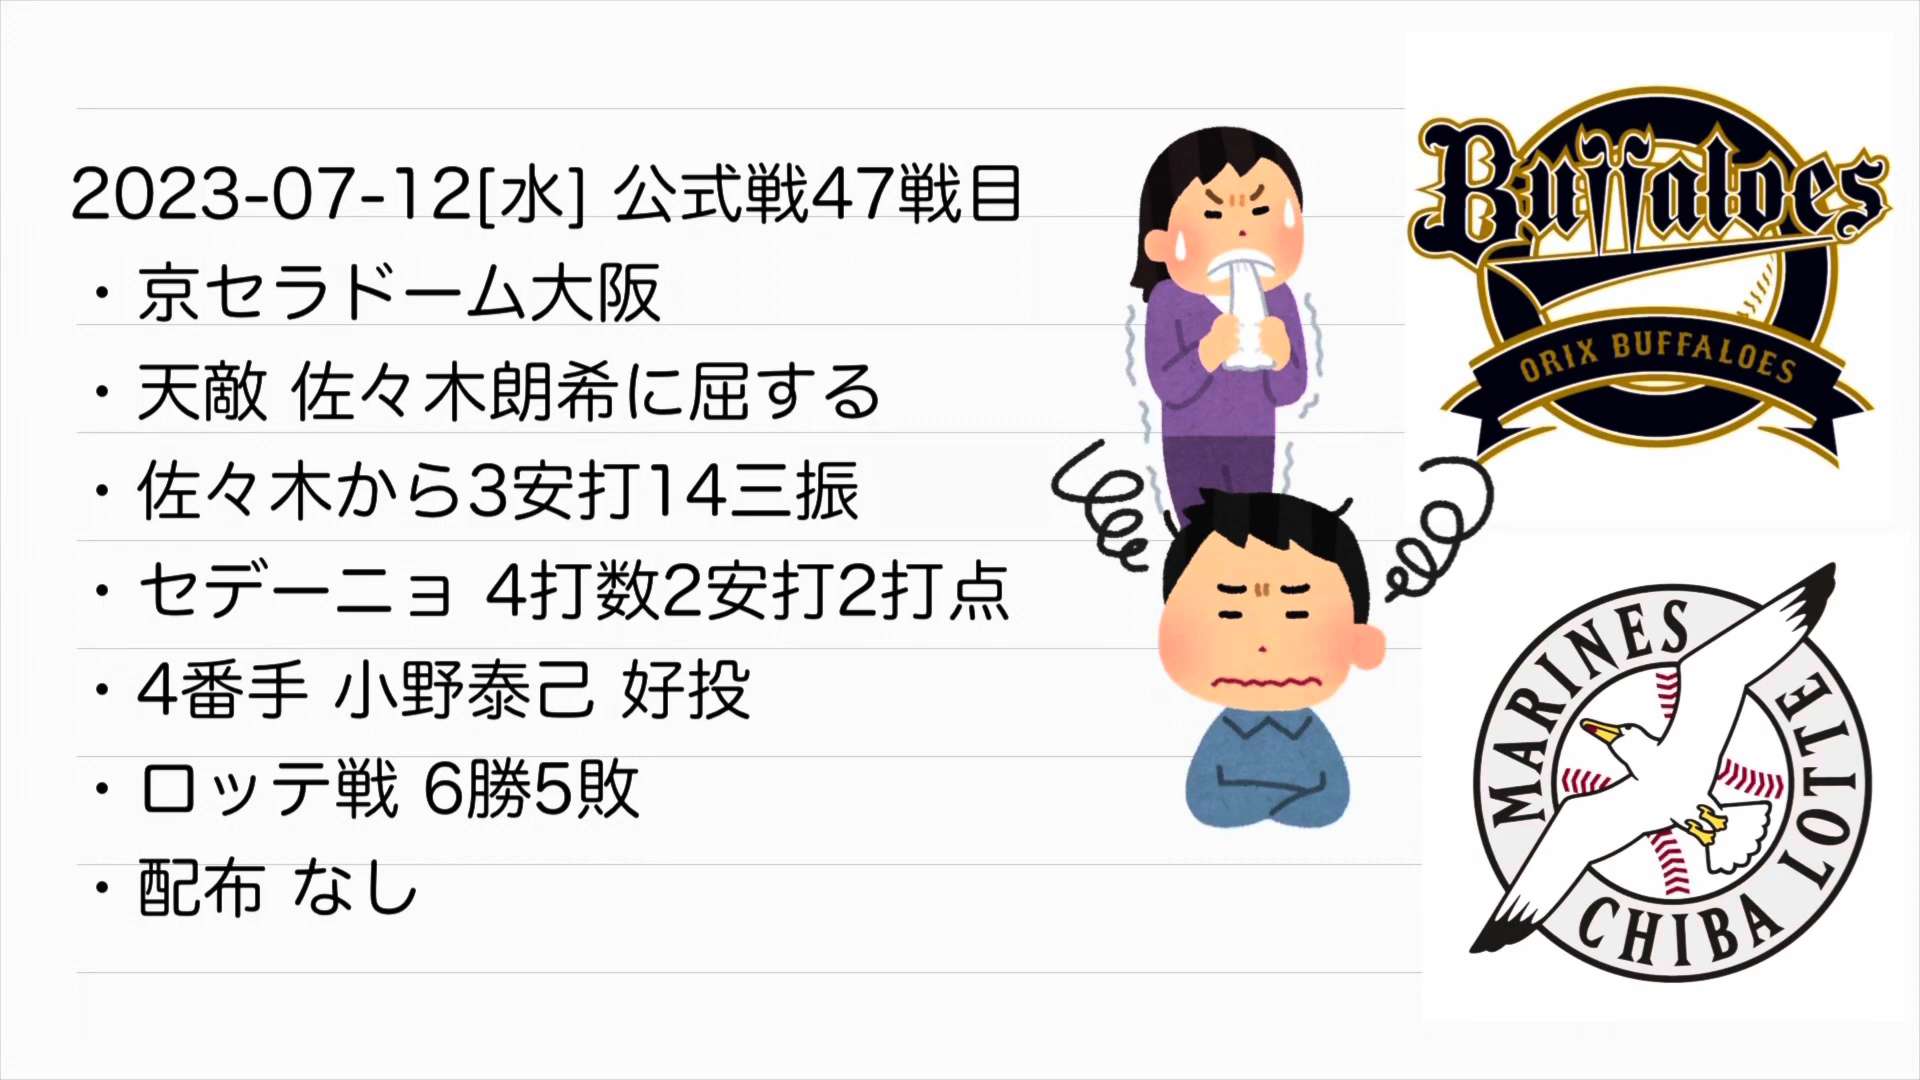 2023-07-12[水] 公式戦47戦目
・京セラドーム大阪
・天敵 佐々木朗希に屈する
・佐々木から3安打14三振
・セデーニョ 4打数2安打2打点
・4番手 小野泰己 好投
・ロッテ戦 6勝5敗
・配布 なし
Buffaloes
ORIX BUFFALOES
MARINES
CHIBA LOTTE